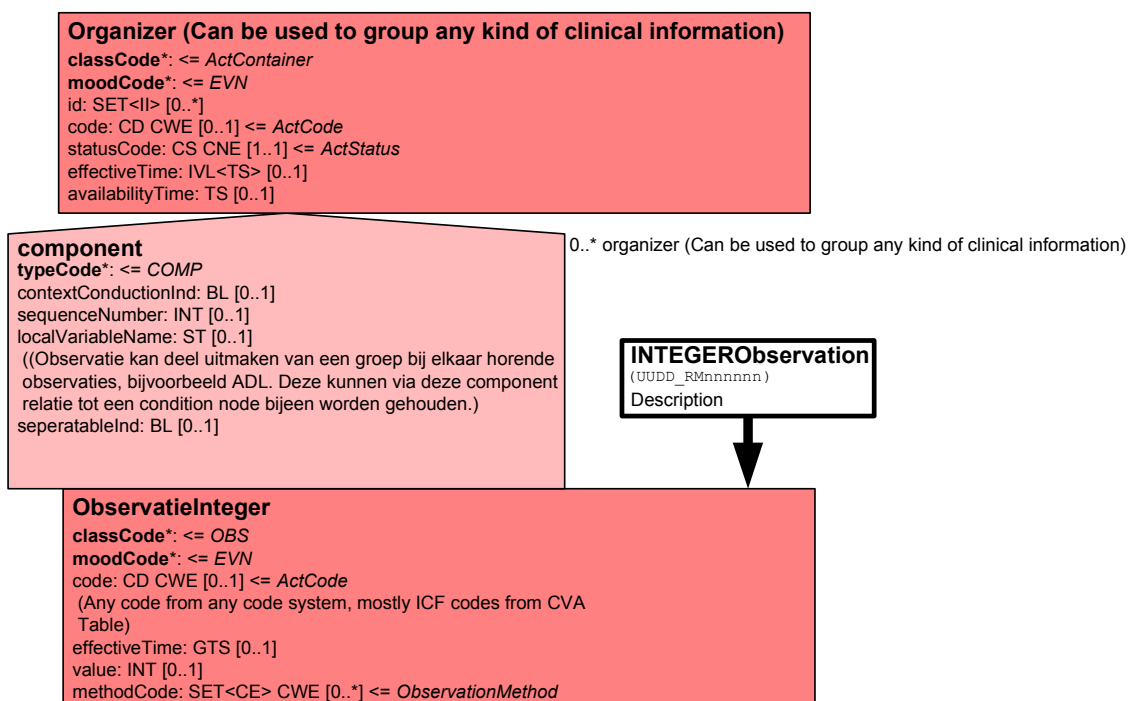 Organizer (Can be used to group any kind of clinical information)
classCode*: <= ActContainer
moodCode*: <= EVN
id: SET<II> [0..*]
code: CD CWE [0..1] <= ActCode
statusCode: CS CNE [1..1] <= ActStatus
effectiveTime: IVL<TS> [0..1]
availabilityTime: TS [0..1]
0..* organizer (Can be used to group any kind of clinical information)
component
typeCode*: <= COMP
contextConductionInd: BL [0..1]
sequenceNumber: INT [0..1]
localVariableName: ST [0..1]
((Observatie kan deel uitmaken van een groep bij elkaar horende
observaties, bijvoorbeeld ADL. Deze kunnen via deze component
relatie tot een condition node bijeen worden gehouden.)
seperatableInd: BL [0..1]
INTEGERObservation
(UUDD_RMnnnnnn)
Description
ObservatieInteger
classCode*: <= OBS
moodCode*: <= EVN
code: CD CWE [0..1] <= ActCode
(Any code from any code system, mostly ICF codes from CVA
Table)
effectiveTime: GTS [0..1]
value: INT [0..1]
methodCode: SET<CE> CWE [0..*] <= ObservationMethod